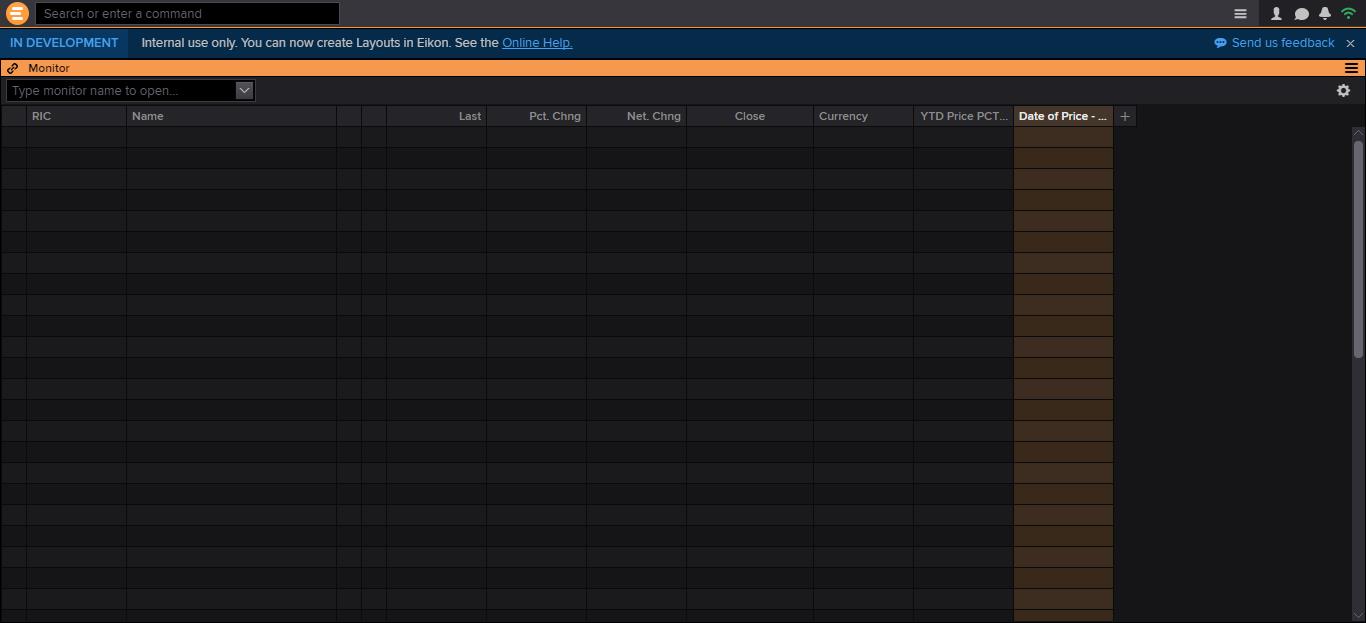 Search or enter a command
IN DEVELOPMENT Internal use only. You can now create Layouts in Eikon. See the Online Help. Send us feedback
Monitor
Type monitor name to open...
RIC Name Last Pct. Chng Net. Chng Close Currency YTD Price PCT... Date of Price - ... +